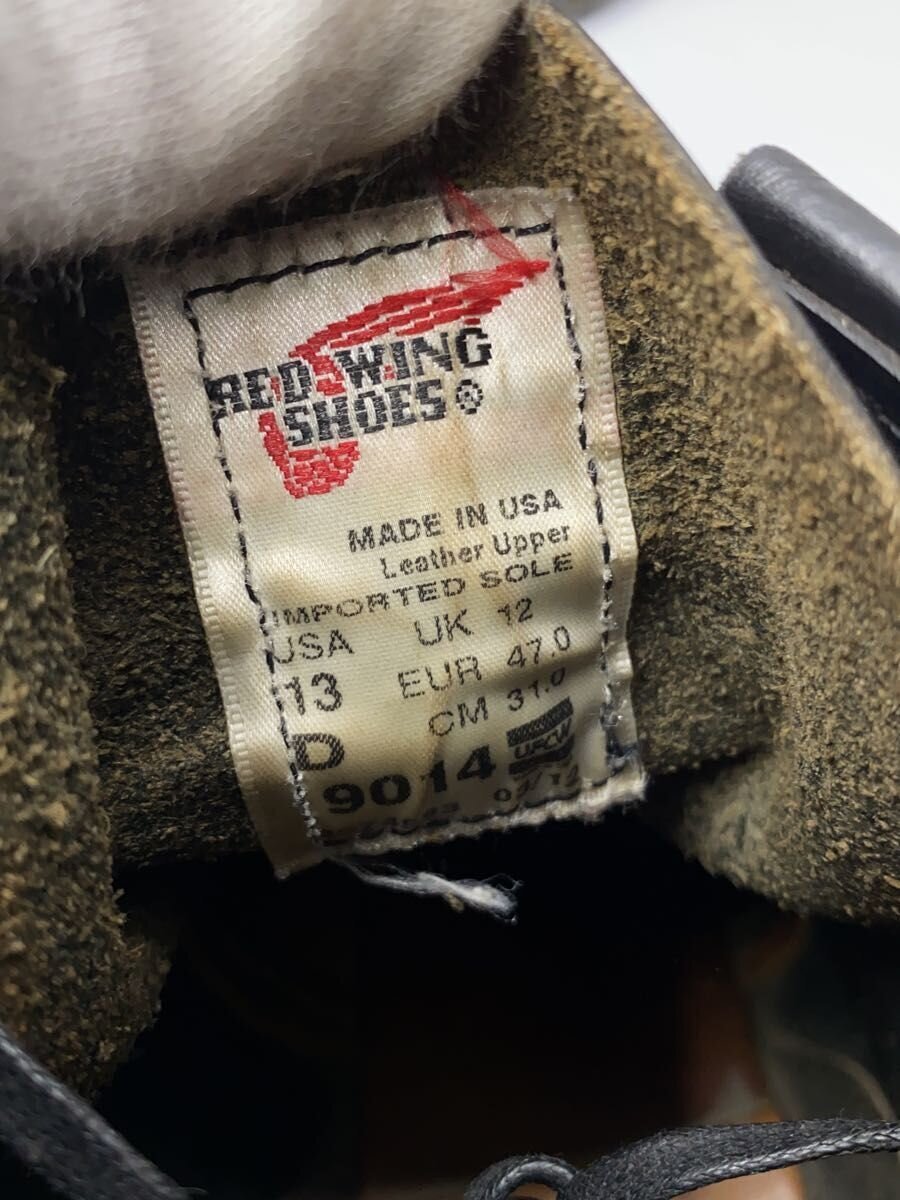 RED WING
SHOES®
MADE IN USA
Leather Upper
IMPORTED SOLE
USA UK 12
13 EUR 47.0
D CM 31.0
9014 UFCW